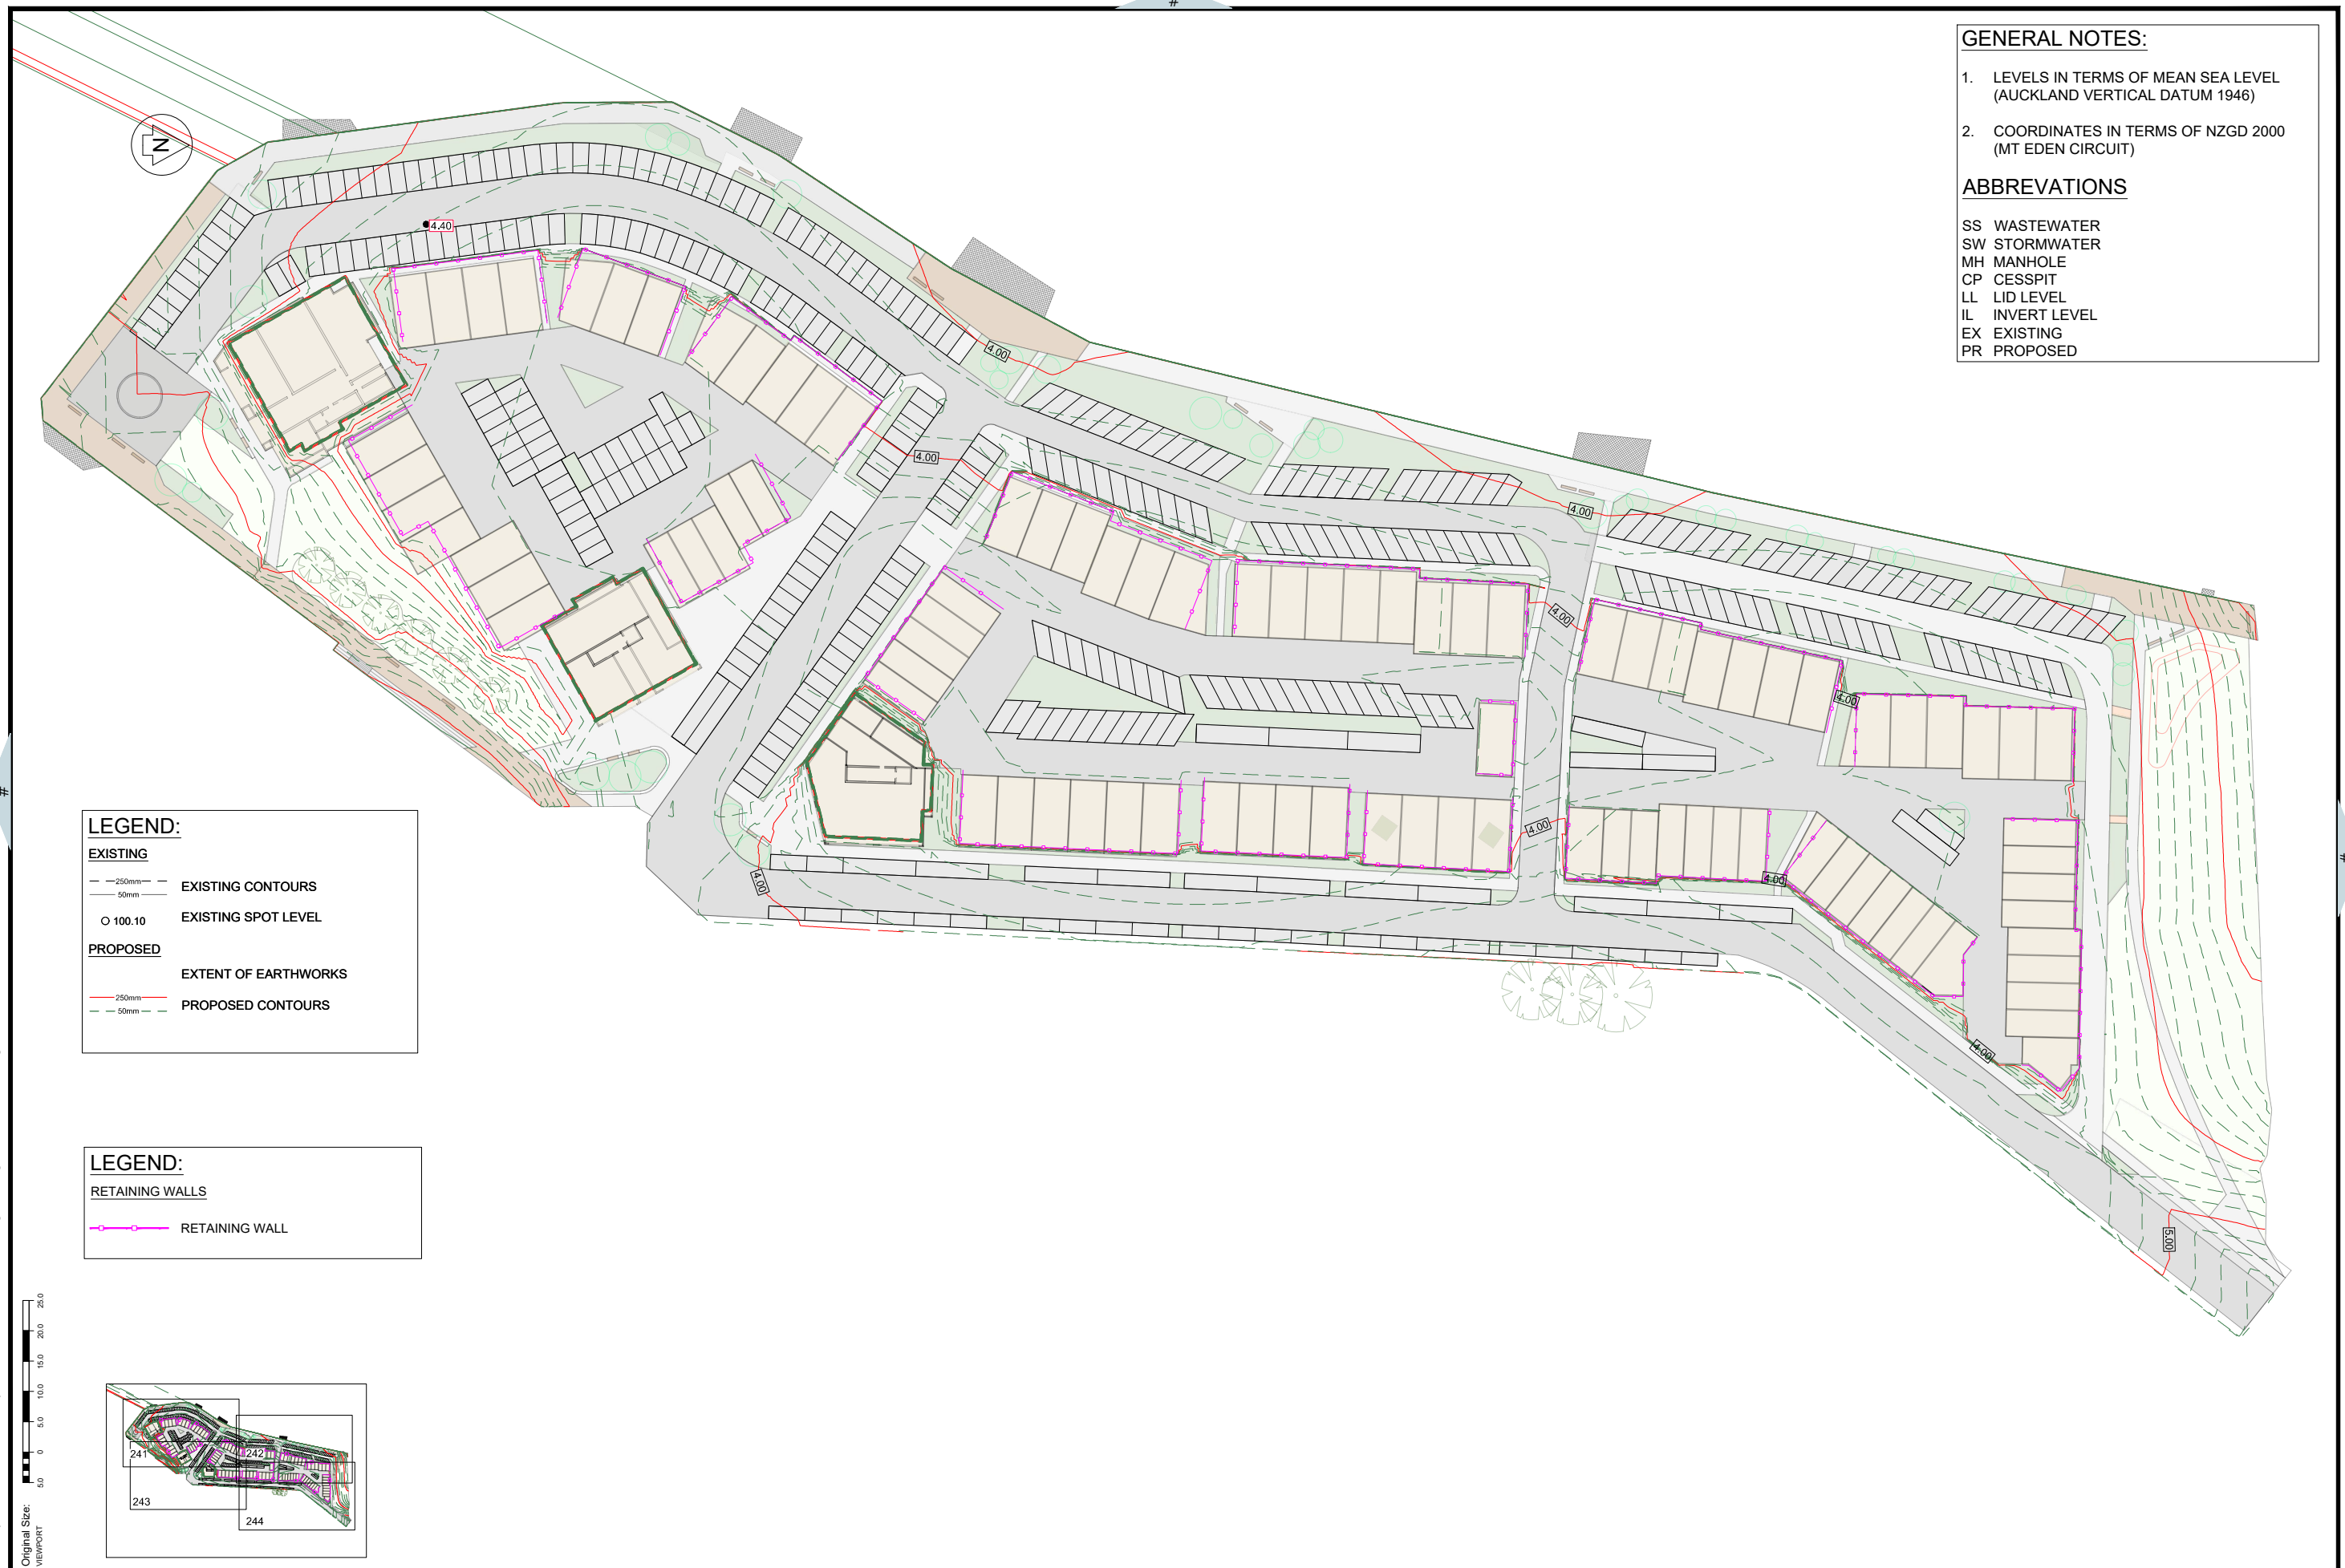 #
GENERAL NOTES:
1. LEVELS IN TERMS OF MEAN SEA LEVEL
(AUCKLAND VERTICAL DATUM 1946)
2. COORDINATES IN TERMS OF NZGD 2000
(MT EDEN CIRCUIT)
ABBREVATIONS
SS WASTEWATER
SW STORMWATER
MH MANHOLE
CP CESSPIT
LL LID LEVEL
IL INVERT LEVEL
EX EXISTING
PR PROPOSED
N
4.40
4.00
4.00
4.00
4.00
4.00
4.00
4.00
4.00
4.00
5.00
#
#
LEGEND:
EXISTING
250mm
50mm
EXISTING CONTOURS
100.10 EXISTING SPOT LEVEL
PROPOSED
EXTENT OF EARTHWORKS
250mm
50mm
PROPOSED CONTOURS
LEGEND:
RETAINING WALLS
RETAINING WALL
25.0
20.0
15.0
10.0
5.0
0
5.0
Original Size:
VIEWPORT
241
242
243
244